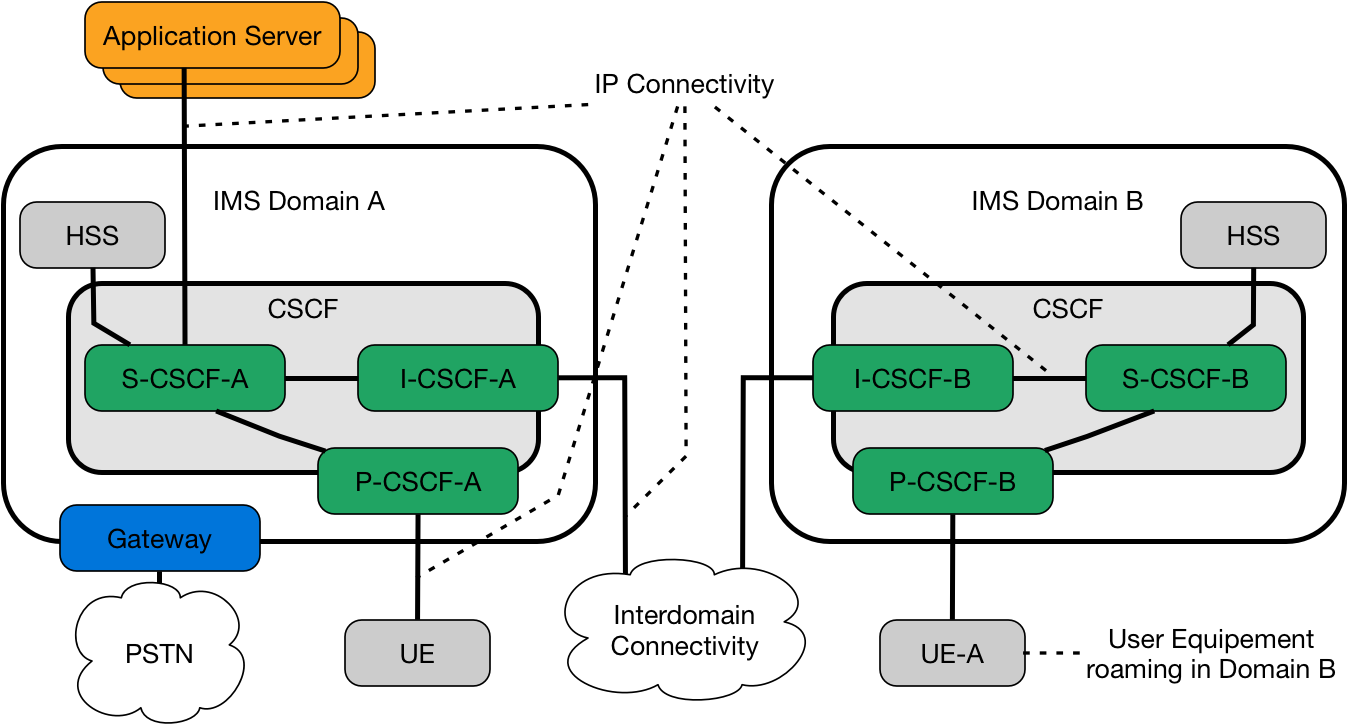 Application Server
IP Connectivity
IMS Domain A
IMS Domain B
HSS
HSS
CSCF
CSCF
S-CSCF-A
I-CSCF-A
I-CSCF-B
S-CSCF-B
P-CSCF-A
P-CSCF-B
Gateway
PSTN
UE
Interdomain
Connectivity
UE-A
User Equipement
roaming in Domain B